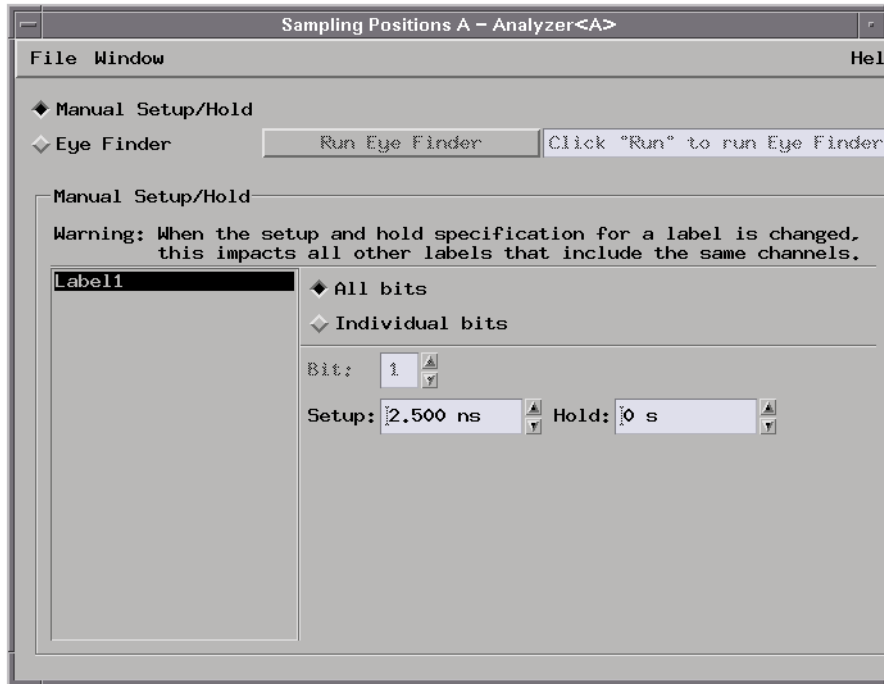 Sampling Positions A - Analyzer<A>
File Window Hel
Manual Setup/Hold
Eye Finder Run Eye Finder Click "Run" to run Eye Finder
Manual Setup/Hold
Warning: When the setup and hold specification for a label is changed,
this impacts all other labels that include the same channels.
Label1
All bits
Individual bits
Bit: 1
Setup: 2.500 ns Hold: 0 s